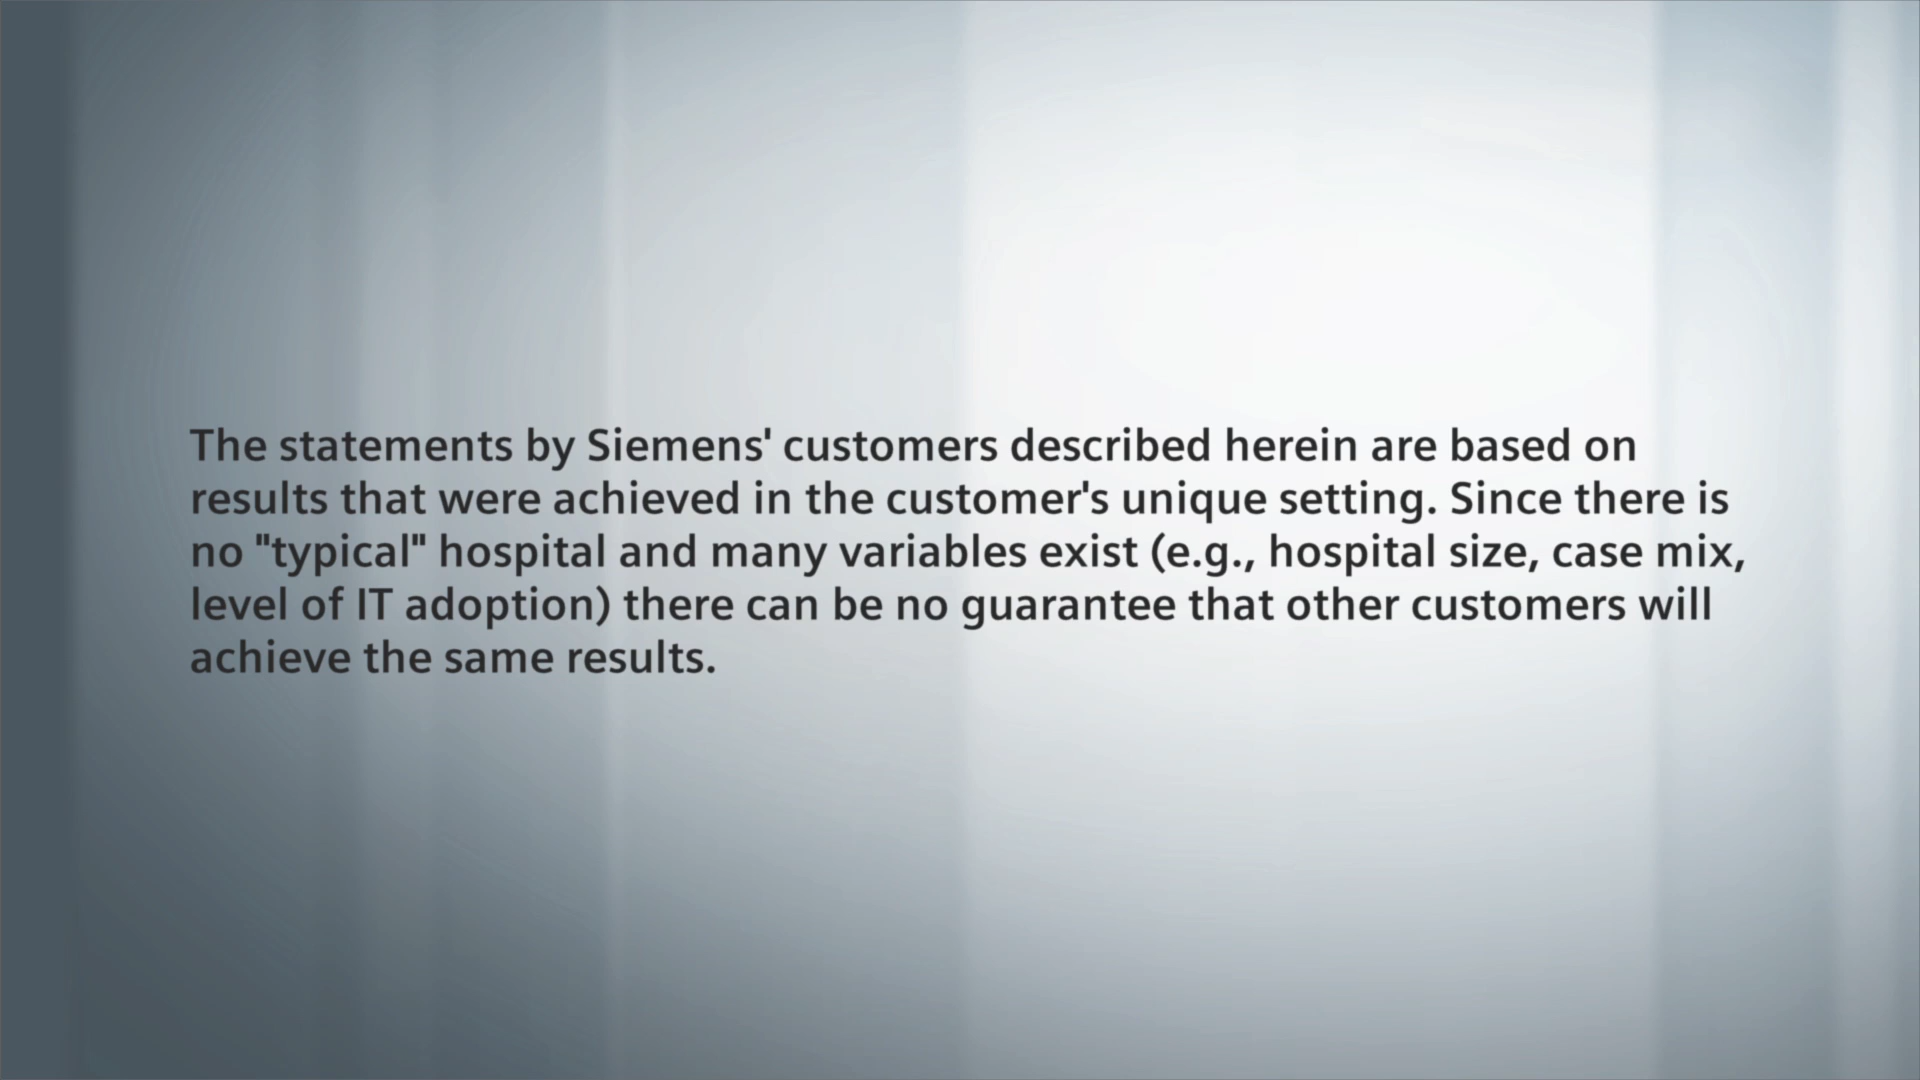 The statements by Siemens' customers described herein are based on
results that were achieved in the customer's unique setting. Since there is
no "typical" hospital and many variables exist (e.g., hospital size, case mix,
level of IT adoption) there can be no guarantee that other customers will
achieve the same results.